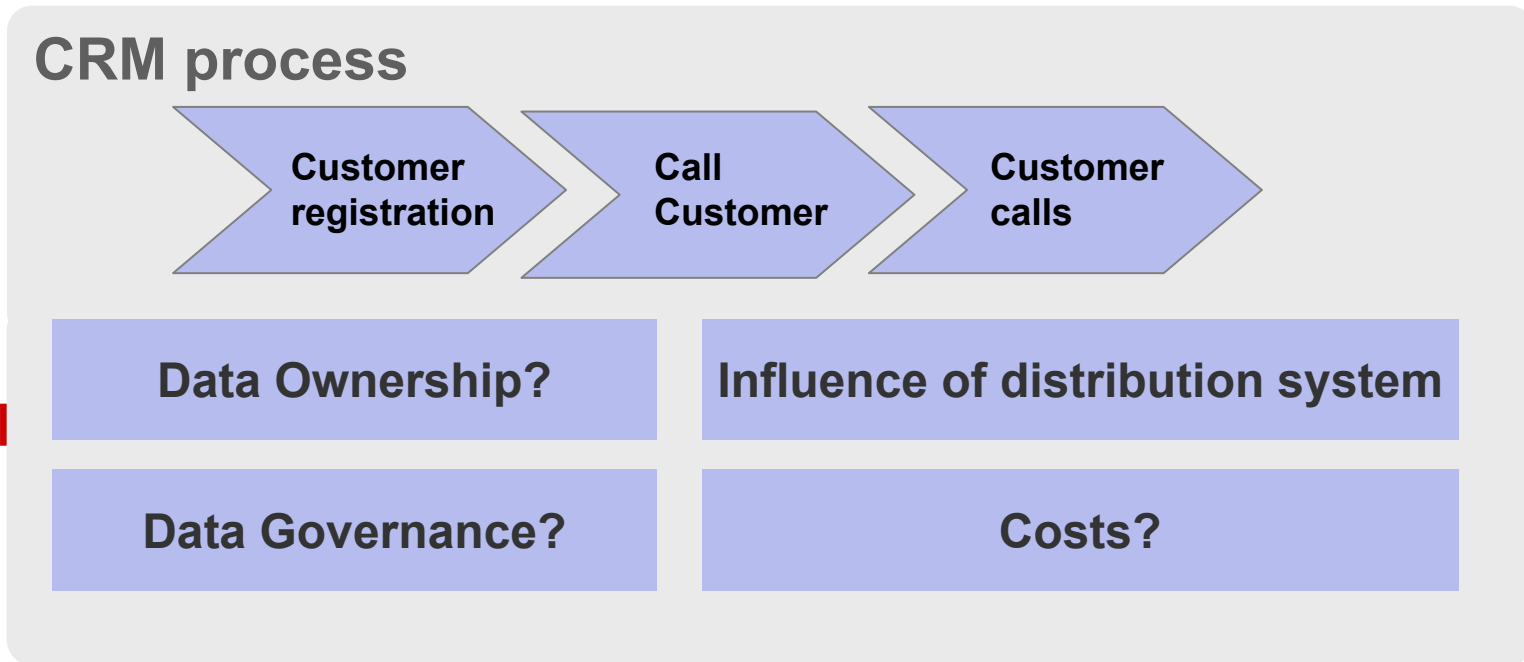 CRM process
Customer
registration
Call
Customer
Customer
calls
Data Ownership?
Influence of distribution system
Data Governance?
Costs?